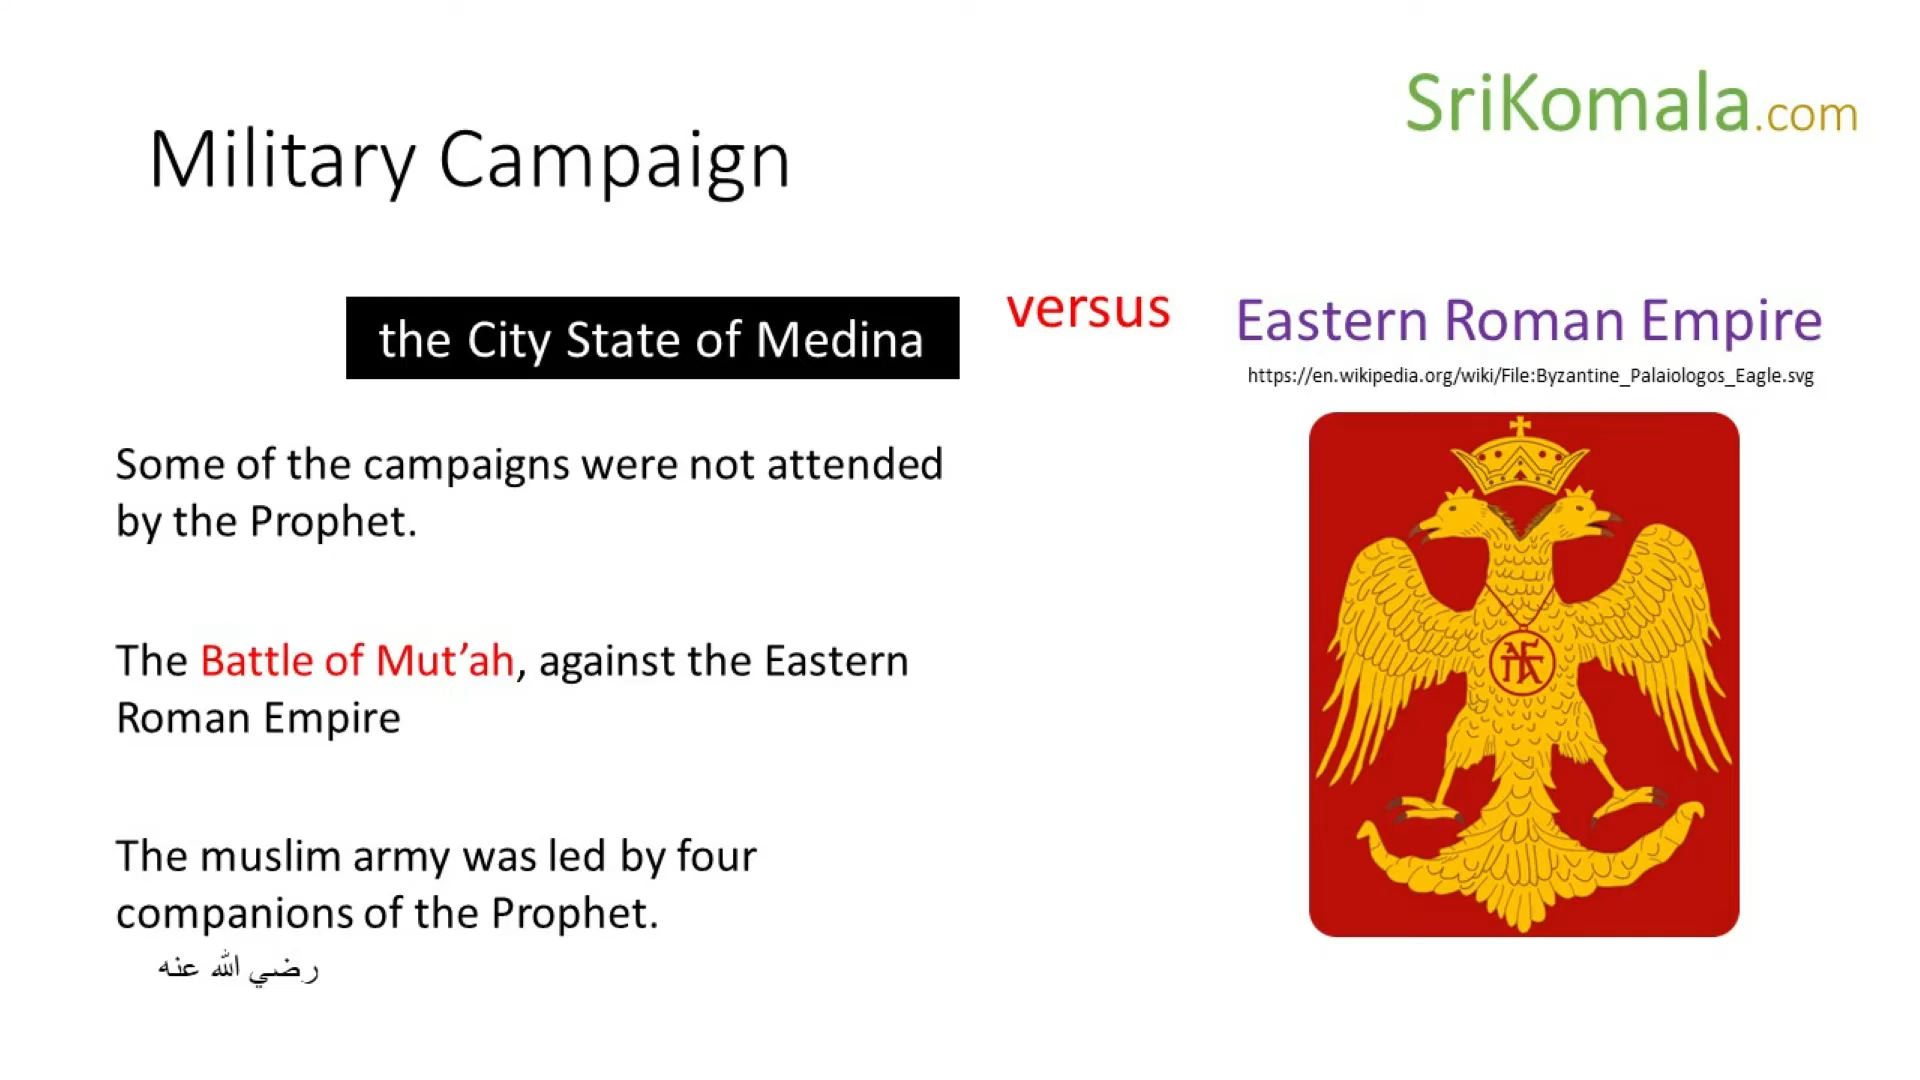 SriKomala.com
Military Campaign
the City State of Medina
versus
Eastern Roman Empire
https://en.wikipedia.org/wiki/File:Byzantine_Palaiologos_Eagle.svg
Some of the campaigns were not attended
by the Prophet.
The Battle of Mut’ah, against the Eastern
Roman Empire
The muslim army was led by four
companions of the Prophet.
رضي الله عنه